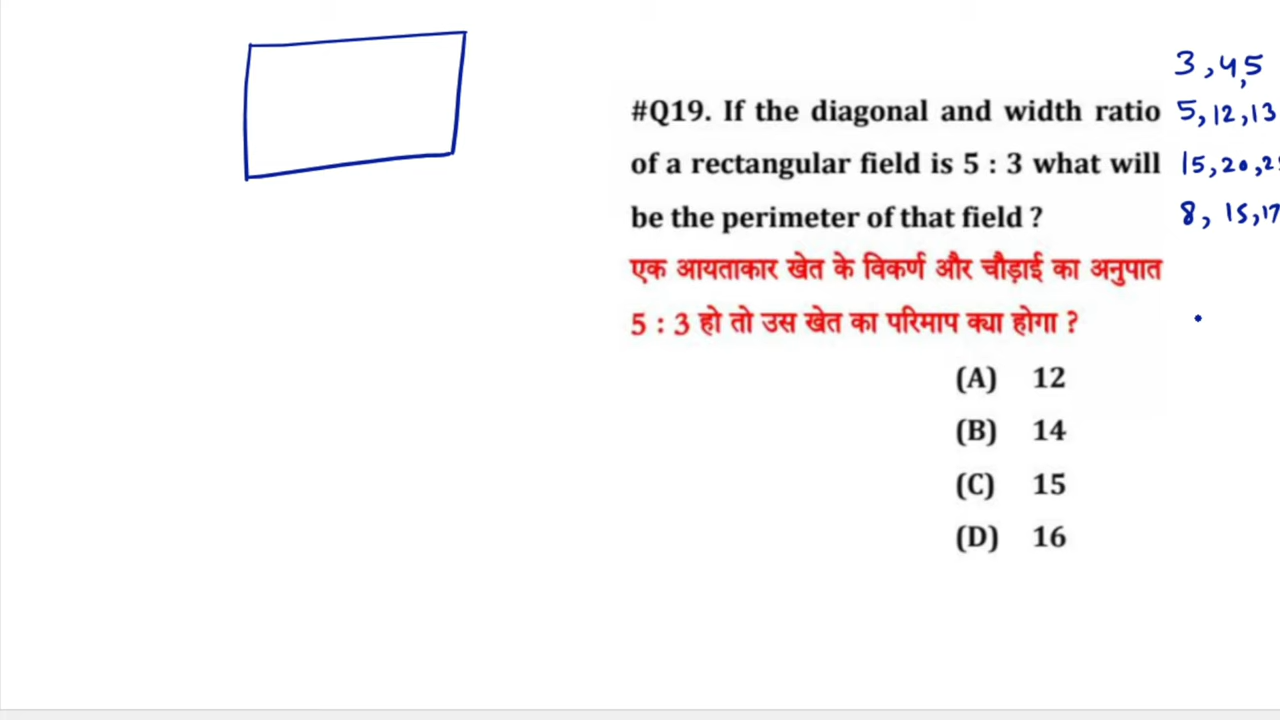 #Q19. If the diagonal and width ratio
of a rectangular field is 5 : 3 what will
be the perimeter of that field ?
एक आयताकार खेत के विकर्ण और चौड़ाई का अनुपात
5 : 3 हो तो उस खेत का परिमाप क्या होगा ?
(A) 12
(B) 14
(C) 15
(D) 16
3, 4, 5
5, 12, 13
15, 20,
8, 15, 17